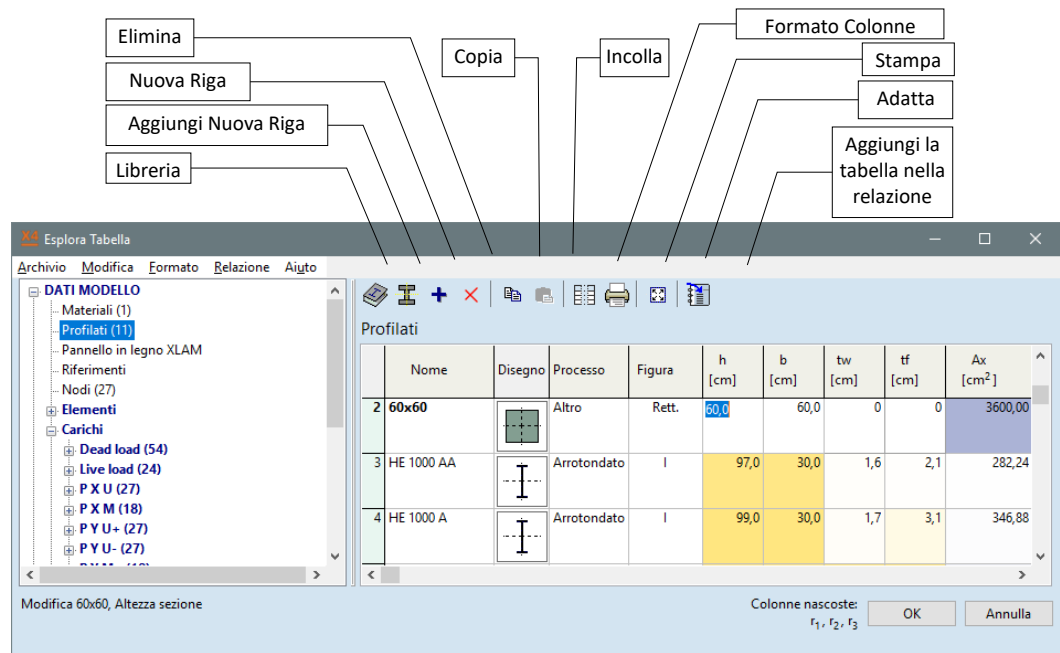 Elimina
Nuova Riga
Aggiungi Nuova Riga
Libreria
Copia
Incolla
Formato Colonne
Stampa
Adatta
Aggiungi la
tabella nella
relazione
X4 Esplora Tabella
Archivio Modifica Formato Relazione Aiuto
DATI MODELLO
Materiali (1)
Profilati (11)
Pannello in legno XLAM
Riferimenti
Nodi (27)
Elementi
Carichi
Dead load (54)
Live load (24)
P X U (27)
P X M (18)
P Y U+ (27)
P Y U- (27)
Profilati
Nome Disegno Processo Figura h [cm] b [cm] tw [cm] tf [cm] Ax [cm²]
2 60x60 Altro Rett. 60,0 60,0 0 0 3600,00
3 HE 1000 AA Arrotondato I 97,0 30,0 1,6 2,1 282,24
4 HE 1000 A Arrotondato I 99,0 30,0 1,7 3,1 346,88
Modifica 60x60, Altezza sezione
Colonne nascoste:
r₁, r₂, r₃
OK Annulla